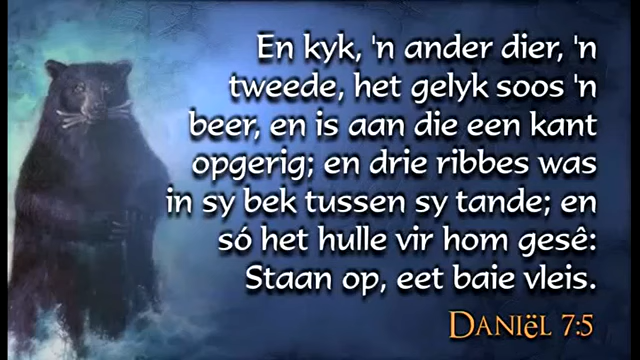 En kyk, 'n ander dier, 'n
tweede, het gelyk soos 'n
beer, en is aan die een kant
opgerig; en drie ribbes was
in sy bek tussen sy tande; en
só het hulle vir hom gesê:
Staan op, eet baie vleis.
Daniël 7:5